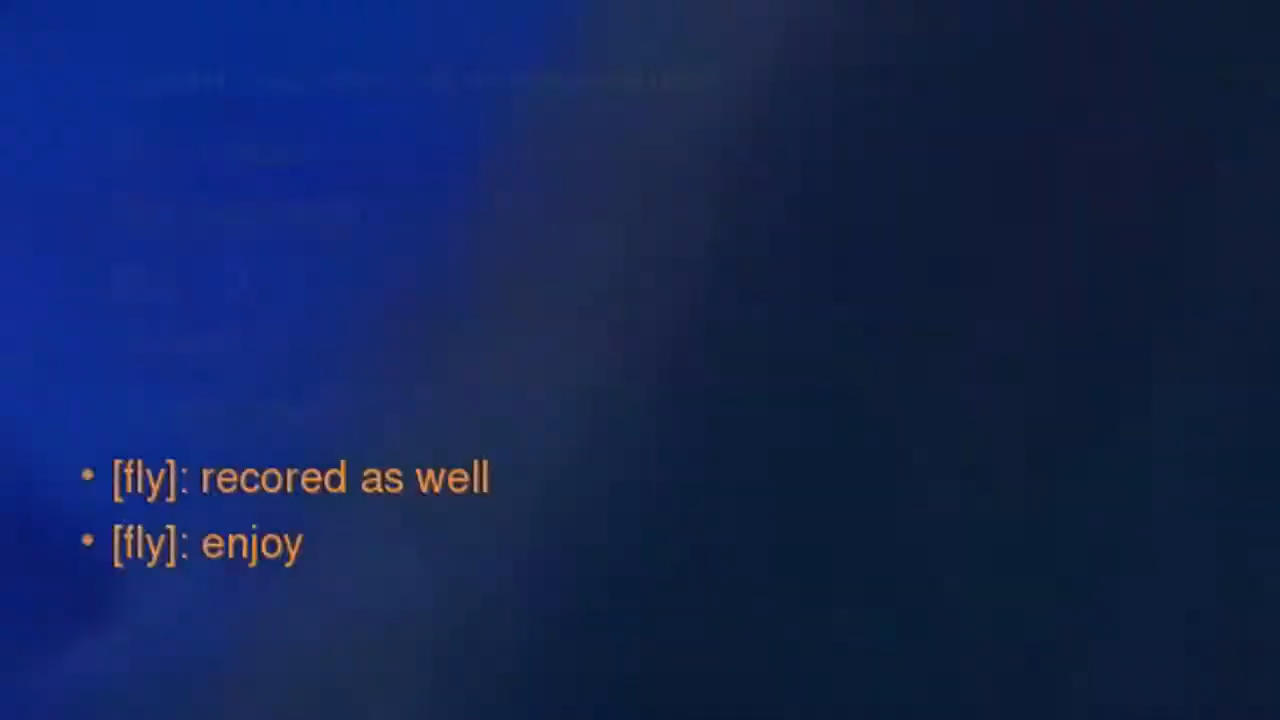 • [fly]: recored as well
• [fly]: enjoy